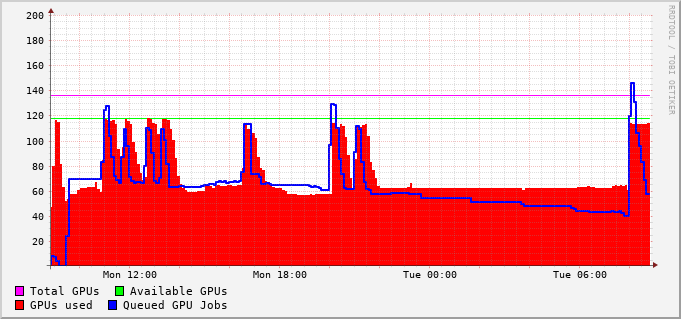 200
180
160
140
120
100
80
60
40
20
Mon 12:00 Mon 18:00 Tue 00:00 Tue 06:00
Total GPUs Available GPUs
GPUs used Queued GPU Jobs
RRDTOOL / TOBI OETIKER